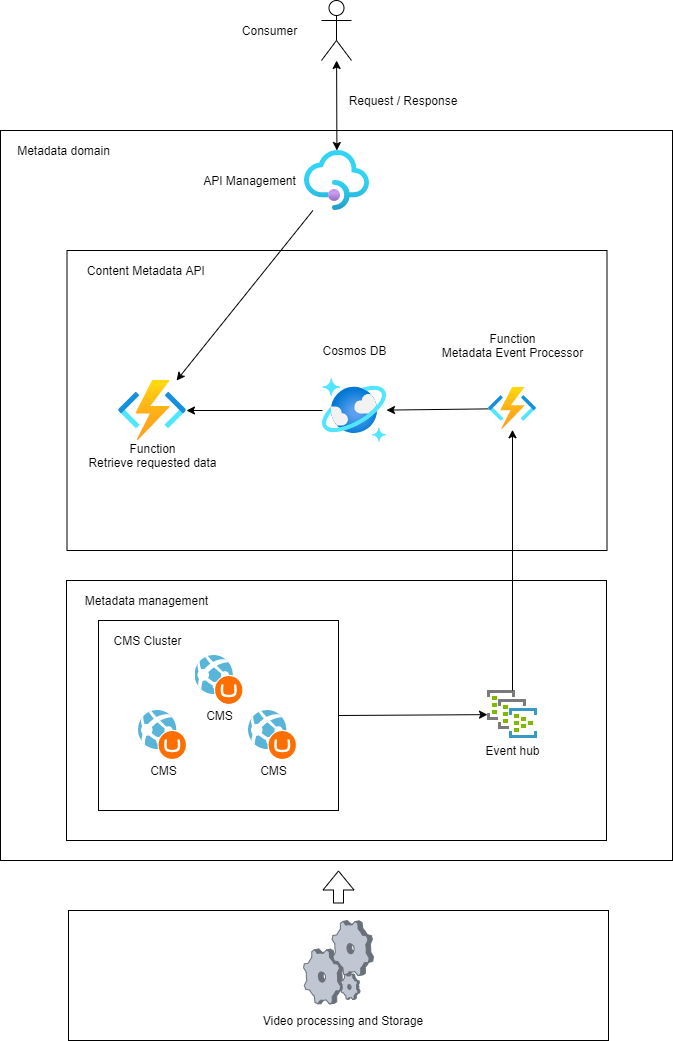 Consumer
Request / Response
Metadata domain
API Management
Content Metadata API
Function
Metadata Event Processor
Cosmos DB
Function
Retrieve requested data
Metadata management
CMS Cluster
CMS
CMS
CMS
Event hub
Video processing and Storage